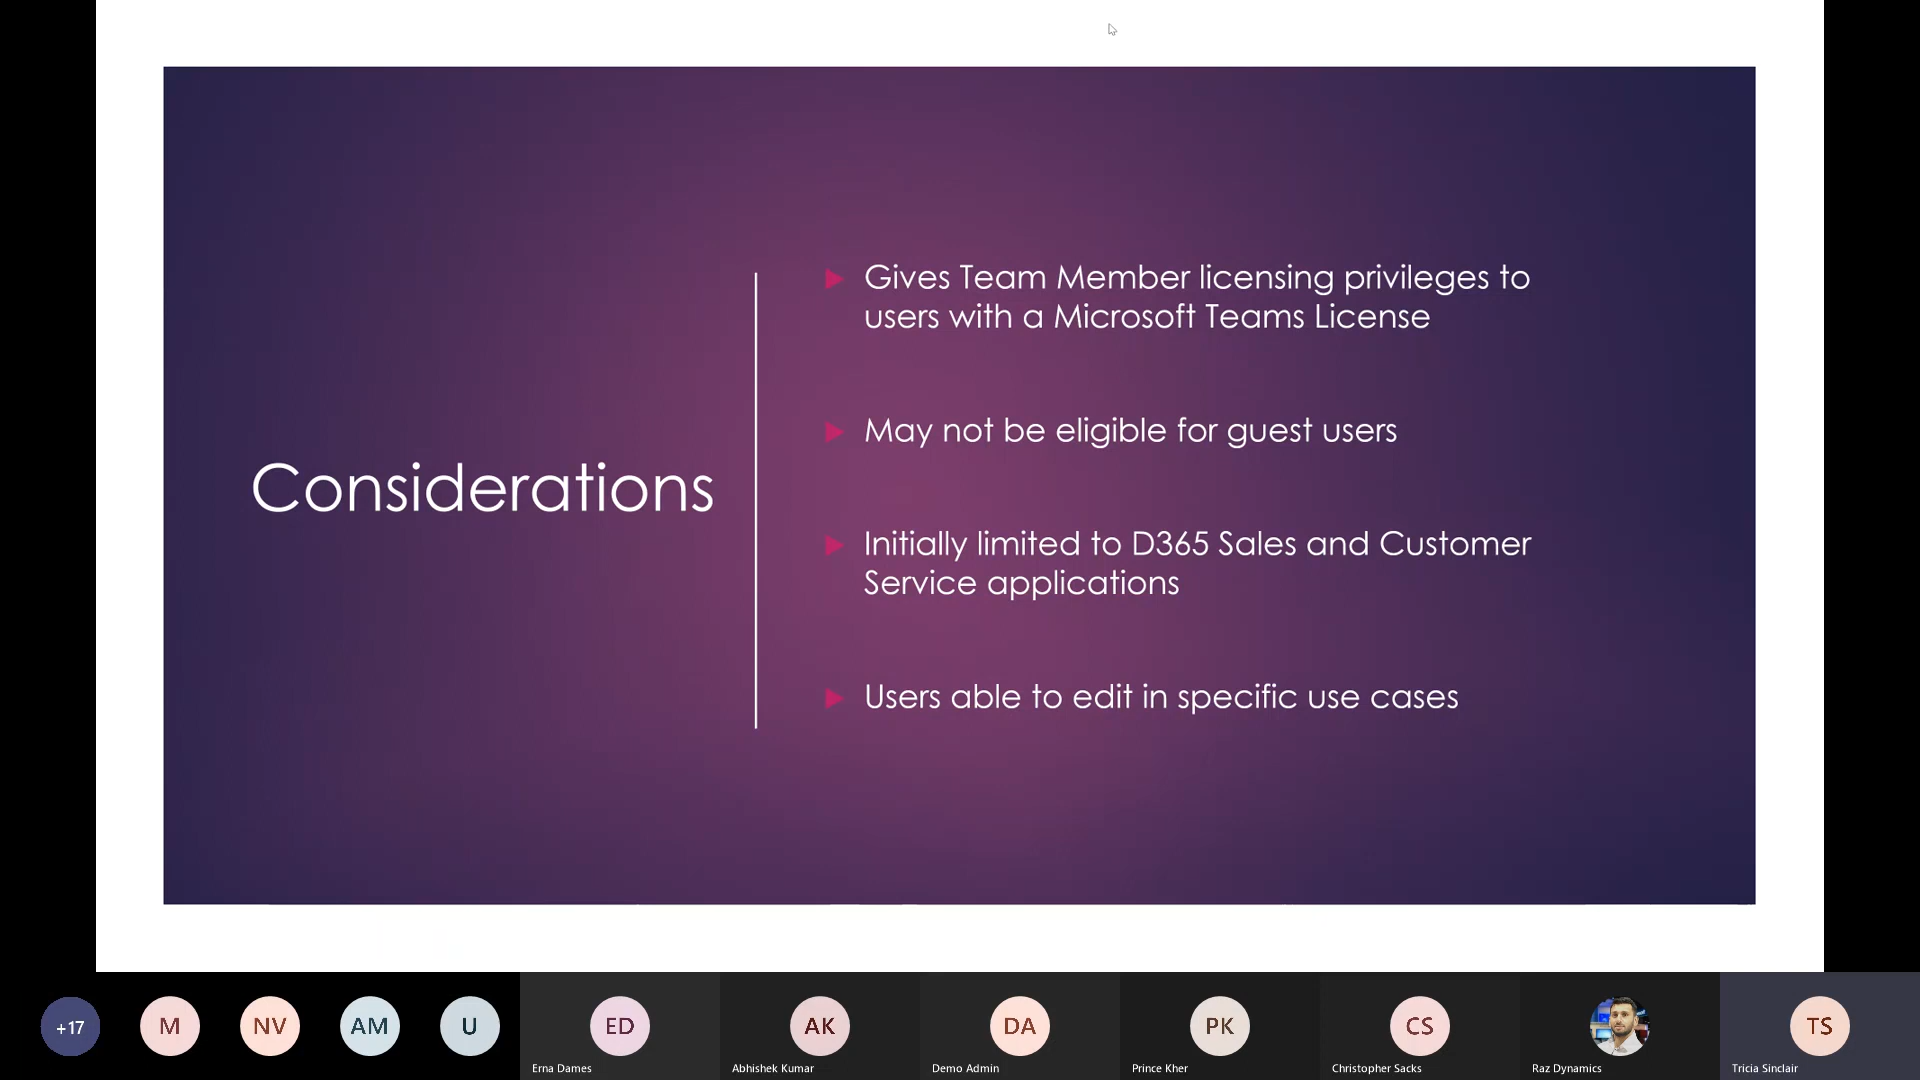 Considerations
Gives Team Member licensing privileges to
users with a Microsoft Teams License
May not be eligible for guest users
Initially limited to D365 Sales and Customer
Service applications
Users able to edit in specific use cases
+17
M
NV
AM
U
ED
AK
DA
PK
CS
TS
Erna Dames
Abhishek Kumar
Demo Admin
Prince Kher
Christopher Sacks
Raz Dynamics
Tricia Sinclair